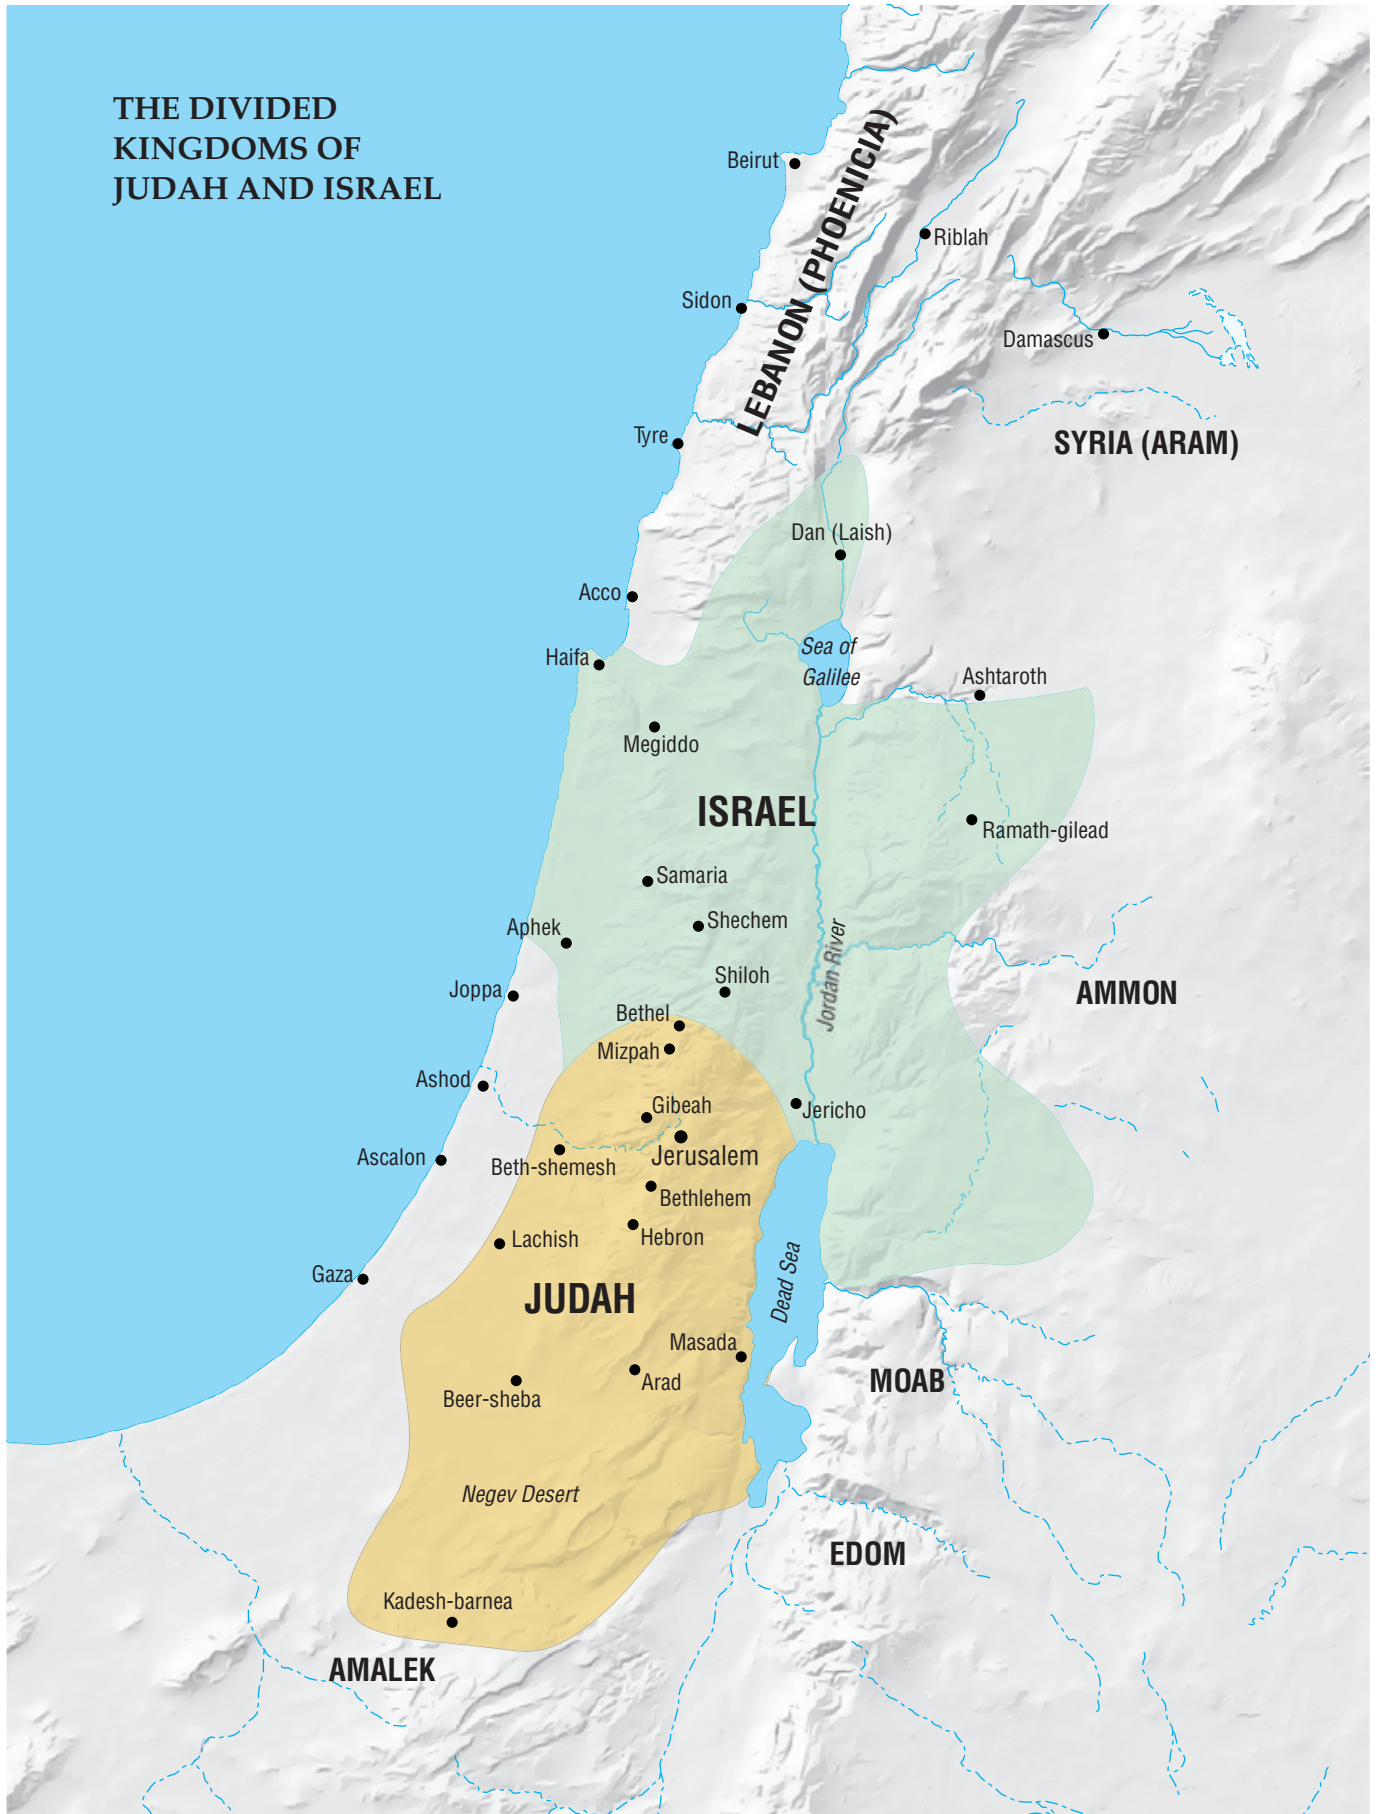 THE DIVIDED
KINGDOMS OF
JUDAH AND ISRAEL
Beirut
LEBANON (PHOENICIA)
Riblah
Sidon
Damascus
Tyre
SYRIA (ARAM)
Dan (Laish)
Acco
Sea of
Galilee
Haifa
Ashtaroth
Megiddo
ISRAEL
Ramath-gilead
Samaria
Shechem
Aphek
Jordan River
Shiloh
Joppa
AMMON
Bethel
Mizpah
Ashod
Gibeah
Jericho
Jerusalem
Ascalon
Beth-shemesh
Bethlehem
Hebron
Lachish
Gaza
Dead Sea
JUDAH
Masada
Arad
MOAB
Beer-sheba
Negev Desert
EDOM
Kadesh-barnea
AMALEK